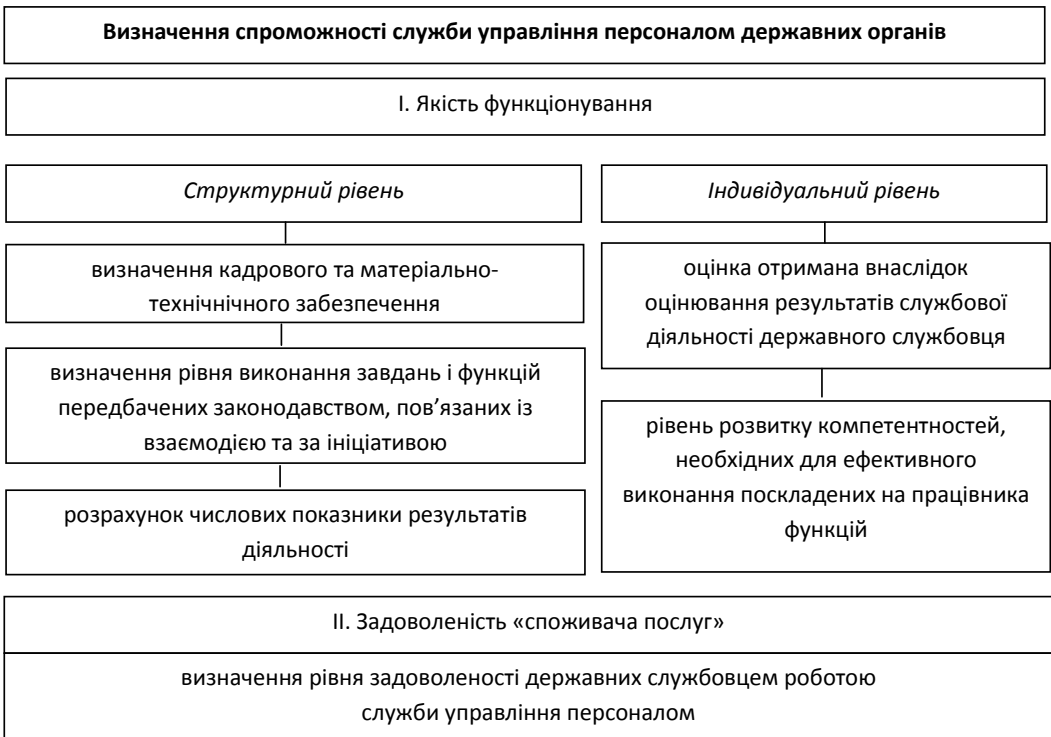 Визначення спроможності служби управління персоналом державних органів
І. Якість функціонування
Структурний рівень
визначення кадрового та матеріально-
технічнічного забезпечення
визначення рівня виконання завдань і функцій
передбачених законодавством, пов’язаних із
взаємодією та за ініціативою
розрахунок числових показники результатів
діяльності
Індивідуальний рівень
оцінка отримана внаслідок
оцінювання результатів службової
діяльності державного службовця
рівень розвитку компетентностей,
необхідних для ефективного
виконання поскладених на працівника
функцій
ІІ. Задоволеність «споживача послуг»
визначення рівня задоволеності державних службовцем роботою
служби управління персоналом